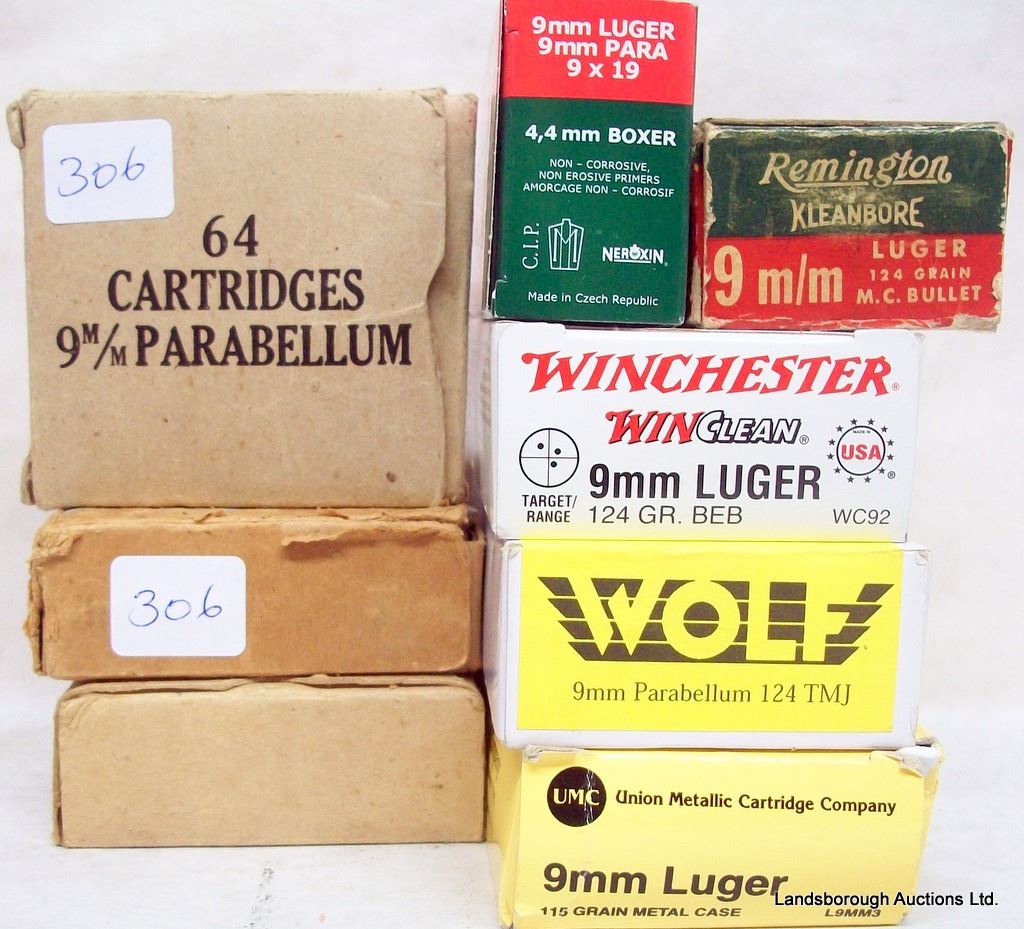 306
64
CARTRIDGES
9 M/M PARABELLUM
306
9mm LUGER
9mm PARA
9 x 19
4,4 mm BOXER
NON – CORROSIVE,
NON EROSIVE PRIMERS
AMORCAGE NON – CORROSIF
C.I.P.
NEROXIN
Made in Czech Republic
Remington
KLEANBORE
9 m/m
LUGER
124 GRAIN
M.C. BULLET
WINCHESTER®
WINCLEAN®
MADE IN
USA
®
TARGET/
RANGE
9mm LUGER
124 GR. BEB
WC92
WOLF
9mm Parabellum 124 TMJ
UMC
Union Metallic Cartridge Company
9mm Luger
115 GRAIN METAL CASE
L9MM3
Landsborough Auctions Ltd.